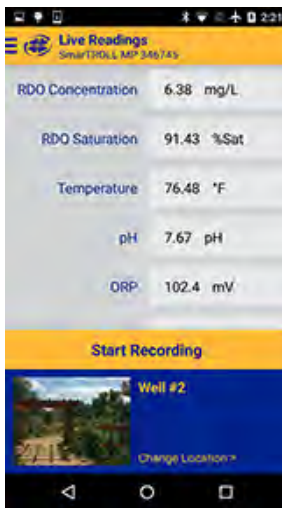 2:21
Live Readings
SmarTROLL MP 346745
RDO Concentration 6.38 mg/L
RDO Saturation 91.43 %Sat
Temperature 76.48 °F
pH 7.67 pH
ORP 102.4 mV
Start Recording
Well #2
Change Location >